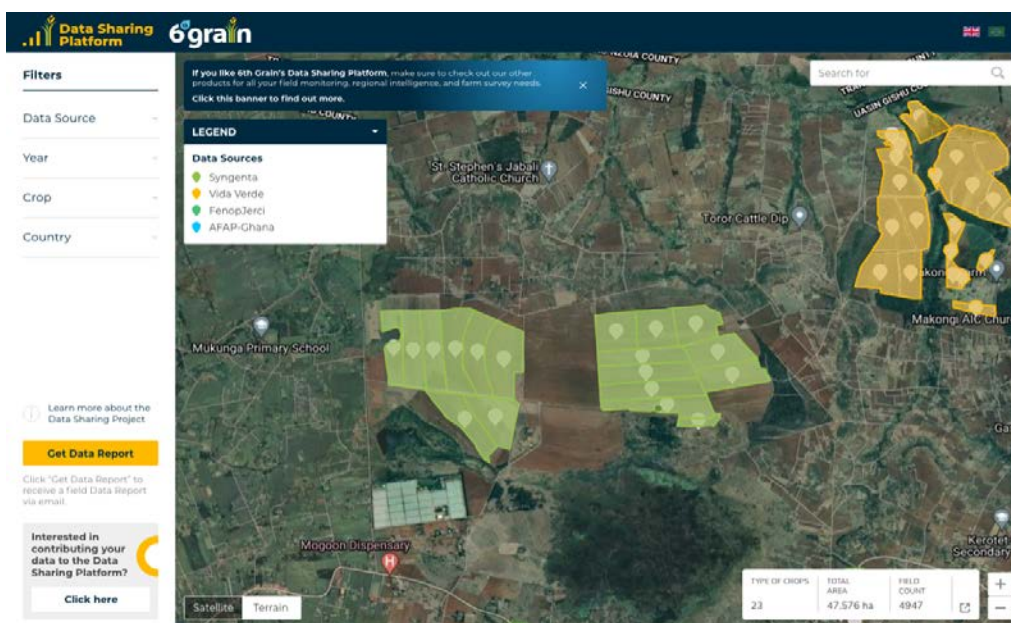 Data Sharing
Platform
6grain
Filters
Data Source
Year
Crop
Country
Learn more about the
Data Sharing Project
Get Data Report
Click "Get Data Report" to
receive a field Data Report
via email.
Interested in
contributing your
data to the Data
Sharing Platform?
Click here
If you like 6th Grain's Data Sharing Platform, make sure to check out our other
products for all your field monitoring, regional intelligence, and farm survey needs.
Click this banner to find out more.
×
LEGEND
Data Sources
Syngenta
Vida Verde
FenopJerci
AFAP-Ghana
Search for
COUNTY
UASIN GISHU
St. Stephen's Jabali
Catholic Church
Toror Cattle Dip
Makongi AIC Chur
Mukunga Primary School
Mogoon Dispensary
H
Kerotet
Secondary
Satellite
Terrain
TYPE OF CROPS
23
TOTAL
AREA
47.576 ha
FIELD
COUNT
4947
+
−